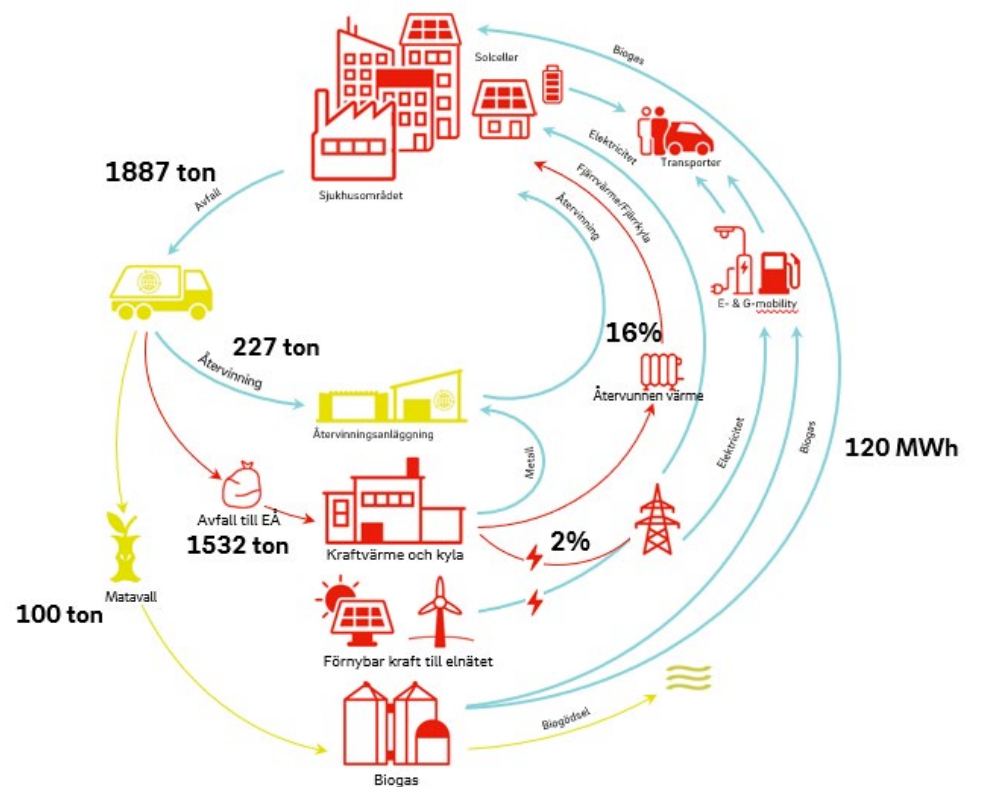 Solceller
Biogas
Elektricitet
Transporter
Fjärrvärme/Fjärrkyla
1887 ton
Avfall
Sjukhusområdet
Återvinning
E- & G-mobility
227 ton
Återvinning
16%
Återvunnen värme
Återvinningsanläggning
Metall
Elektricitet
Biogas
120 MWh
Avfall till EÅ
1532 ton
Kraftvärme och kyla
2%
Matavall
100 ton
Förnybar kraft till elnätet
Biogödsel
Biogas